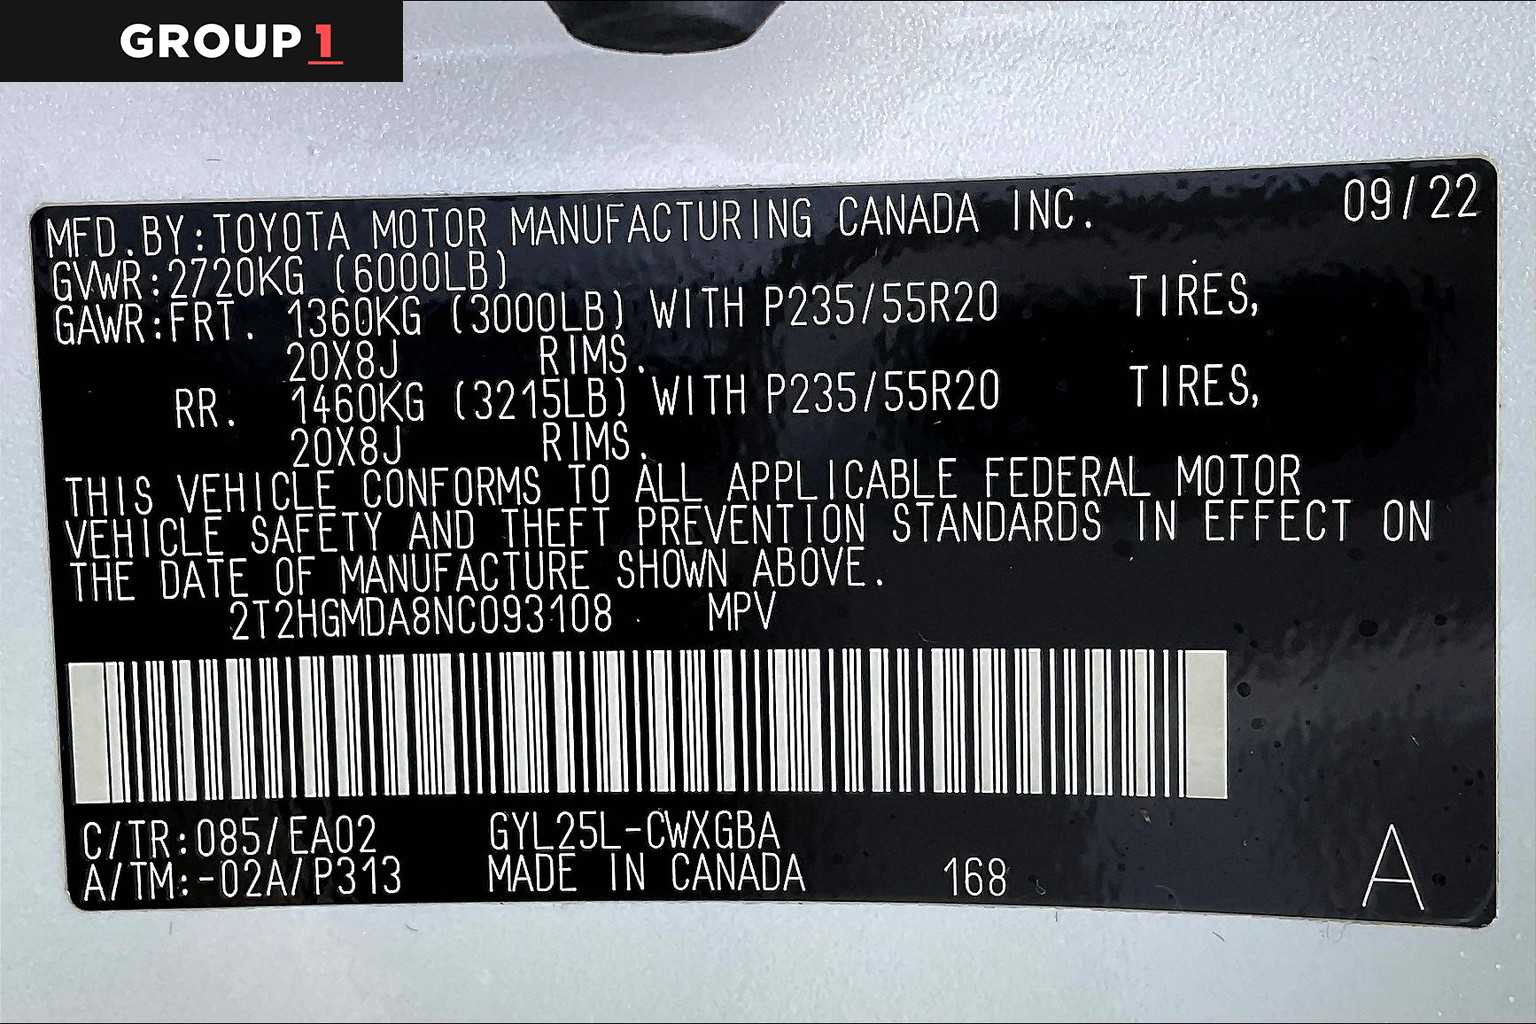 GROUP 1
MFD.BY:TOYOTA MOTOR MANUFACTURING CANADA INC. 09/22
GVWR:2720KG (6000LB)
GAWR:FRT. 1360KG (3000LB) WITH P235/55R20 TIRES,
20X8J RIMS.
RR. 1460KG (3215LB) WITH P235/55R20 TIRES,
20X8J RIMS.
THIS VEHICLE CONFORMS TO ALL APPLICABLE FEDERAL MOTOR
VEHICLE SAFETY AND THEFT PREVENTION STANDARDS IN EFFECT ON
THE DATE OF MANUFACTURE SHOWN ABOVE.
2T2HGMDA8NC093108 MPV
C/TR:085/EA02 GYL25L-CWXGBA
A/TM:-02A/P313 MADE IN CANADA 168 A